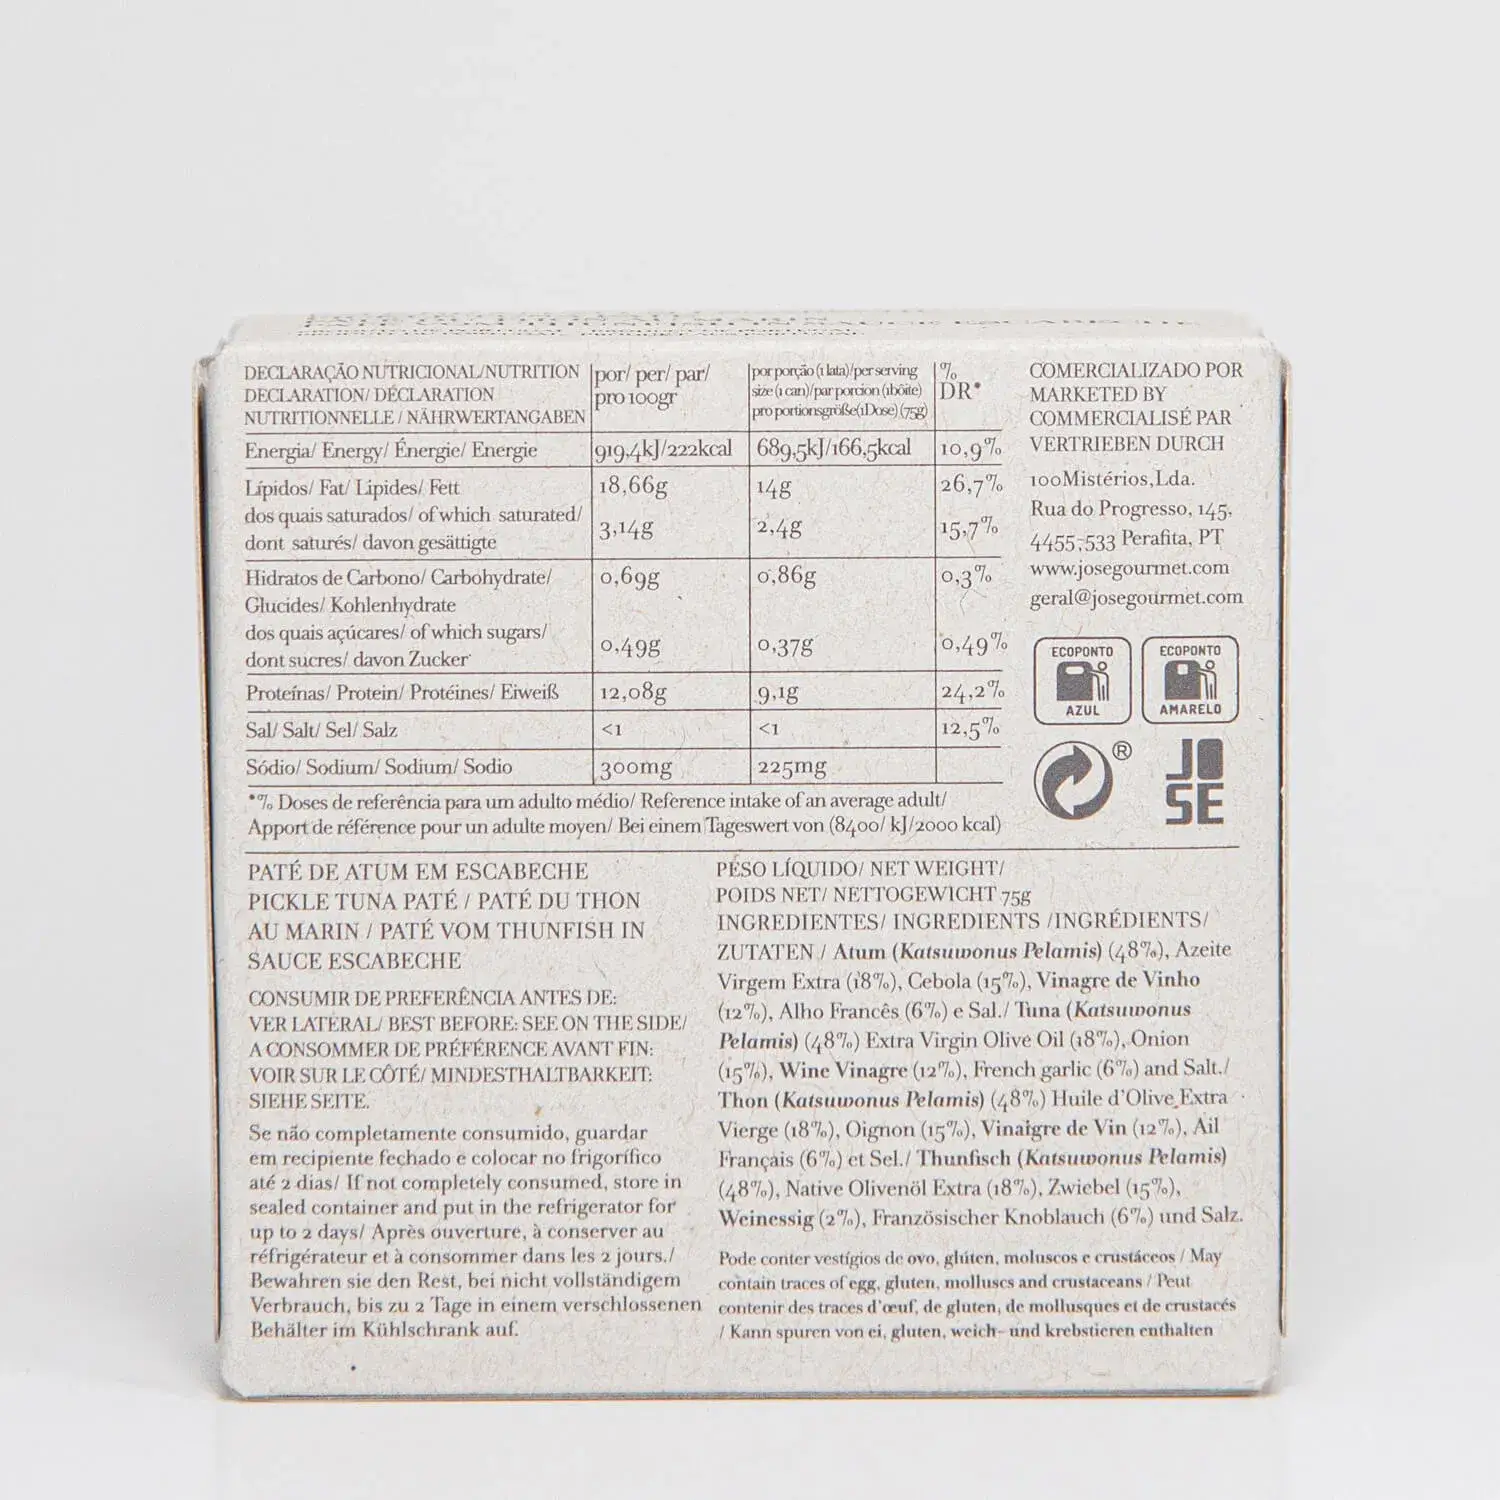 DECLARAÇÃO NUTRICIONAL/NUTRITION
DECLARATION/ DÉCLARATION
NUTRITIONNELLE / NÄHRWERTANGABEN
por/ per/ par/
pro 100gr
por porção (1 lata)/per serving
size (1 can)/par porcion (1bôite)
pro portionsgröße(1Dose) (75g)
%
DR*
Energia/ Energy/ Énergie/ Energie 919,4kJ/222kcal 689,5kJ/166,5kcal 10,9%
Lípidos/ Fat/ Lipides/ Fett 18,66g 14g 26,7%
dos quais saturados/ of which saturated/
dont saturés/ davon gesättigte 3,14g 2,4g 15,7%
Hidratos de Carbono/ Carbohydrate/ 0,69g 0,86g 0,3%
Glucides/ Kohlenhydrate
dos quais açúcares/ of which sugars/
dont sucres/ davon Zucker 0,49g 0,37g 0,49%
Proteínas/ Protein/ Protéines/ Eiweiß 12,08g 9,1g 24,2%
Sal/ Salt/ Sel/ Salz <1 <1 12,5%
Sódio/ Sodium/ Sodium/ Sodio 300mg 225mg
*% Doses de referência para um adulto médio/ Reference intake of an average adult/
Apport de référence pour un adulte moyen/ Bei einem Tageswert von (8400/ kJ/2000 kcal)
COMERCIALIZADO POR
MARKETED BY
COMMERCIALISÉ PAR
VERTRIEBEN DURCH
100Mistérios,Lda.
Rua do Progresso, 145.
4455-533 Perafita, PT
www.josegourmet.com
geral@josegourmet.com
ECOPONTO
AZUL
ECOPONTO
AMARELO
®
JO
SE
PATÉ DE ATUM EM ESCABECHE
PICKLE TUNA PATÉ / PATÉ DU THON
AU MARIN / PATÉ VOM THUNFISH IN
SAUCE ESCABECHE
CONSUMIR DE PREFERÊNCIA ANTES DE:
VER LATERAL/ BEST BEFORE: SEE ON THE SIDE/
A CONSOMMER DE PRÉFÉRENCE AVANT FIN:
VOIR SUR LE CÔTÉ/ MINDESTHALTBARKEIT:
SIEHE SEITE.
Se não completamente consumido, guardar
em recipiente fechado e colocar no frigorífico
até 2 dias/ If not completely consumed, store in
sealed container and put in the refrigerator for
up to 2 days/ Après ouverture, à conserver au
réfrigérateur et à consommer dans les 2 jours./
Bewahren sie den Rest, bei nicht vollständigem
Verbrauch, bis zu 2 Tage in einem verschlossenen
Behälter im Kühlschrank auf.
PESO LÍQUIDO/ NET WEIGHT/
POIDS NET/ NETTOGEWICHT 75g
INGREDIENTES/ INGREDIENTS /INGRÉDIENTS/
ZUTATEN / Atum (Katsuwonus Pelamis) (48%), Azeite
Virgem Extra (18%), Cebola (15%), Vinagre de Vinho
(12%), Alho Francês (6%) e Sal./ Tuna (Katsuwonus
Pelamis) (48%) Extra Virgin Olive Oil (18%), Onion
(15%), Wine Vinagre (12%), French garlic (6%) and Salt./
Thon (Katsuwonus Pelamis) (48%) Huile d'Olive Extra
Vierge (18%), Oignon (15%), Vinaigre de Vin (12%), Ail
Français (6%) et Sel./ Thunfisch (Katsuwonus Pelamis)
(48%), Native Olivenöl Extra (18%), Zwiebel (15%),
Weinessig (2%), Französischer Knoblauch (6%) und Salz.
Pode conter vestígios de ovo, glúten, moluscos e crustáceos / May
contain traces of egg, gluten, molluscs and crustaceans / Peut
contenir des traces d'œuf, de gluten, de mollusques et de crustacés
/ Kann spuren von ei, gluten, weich- und krebstieren enthalten